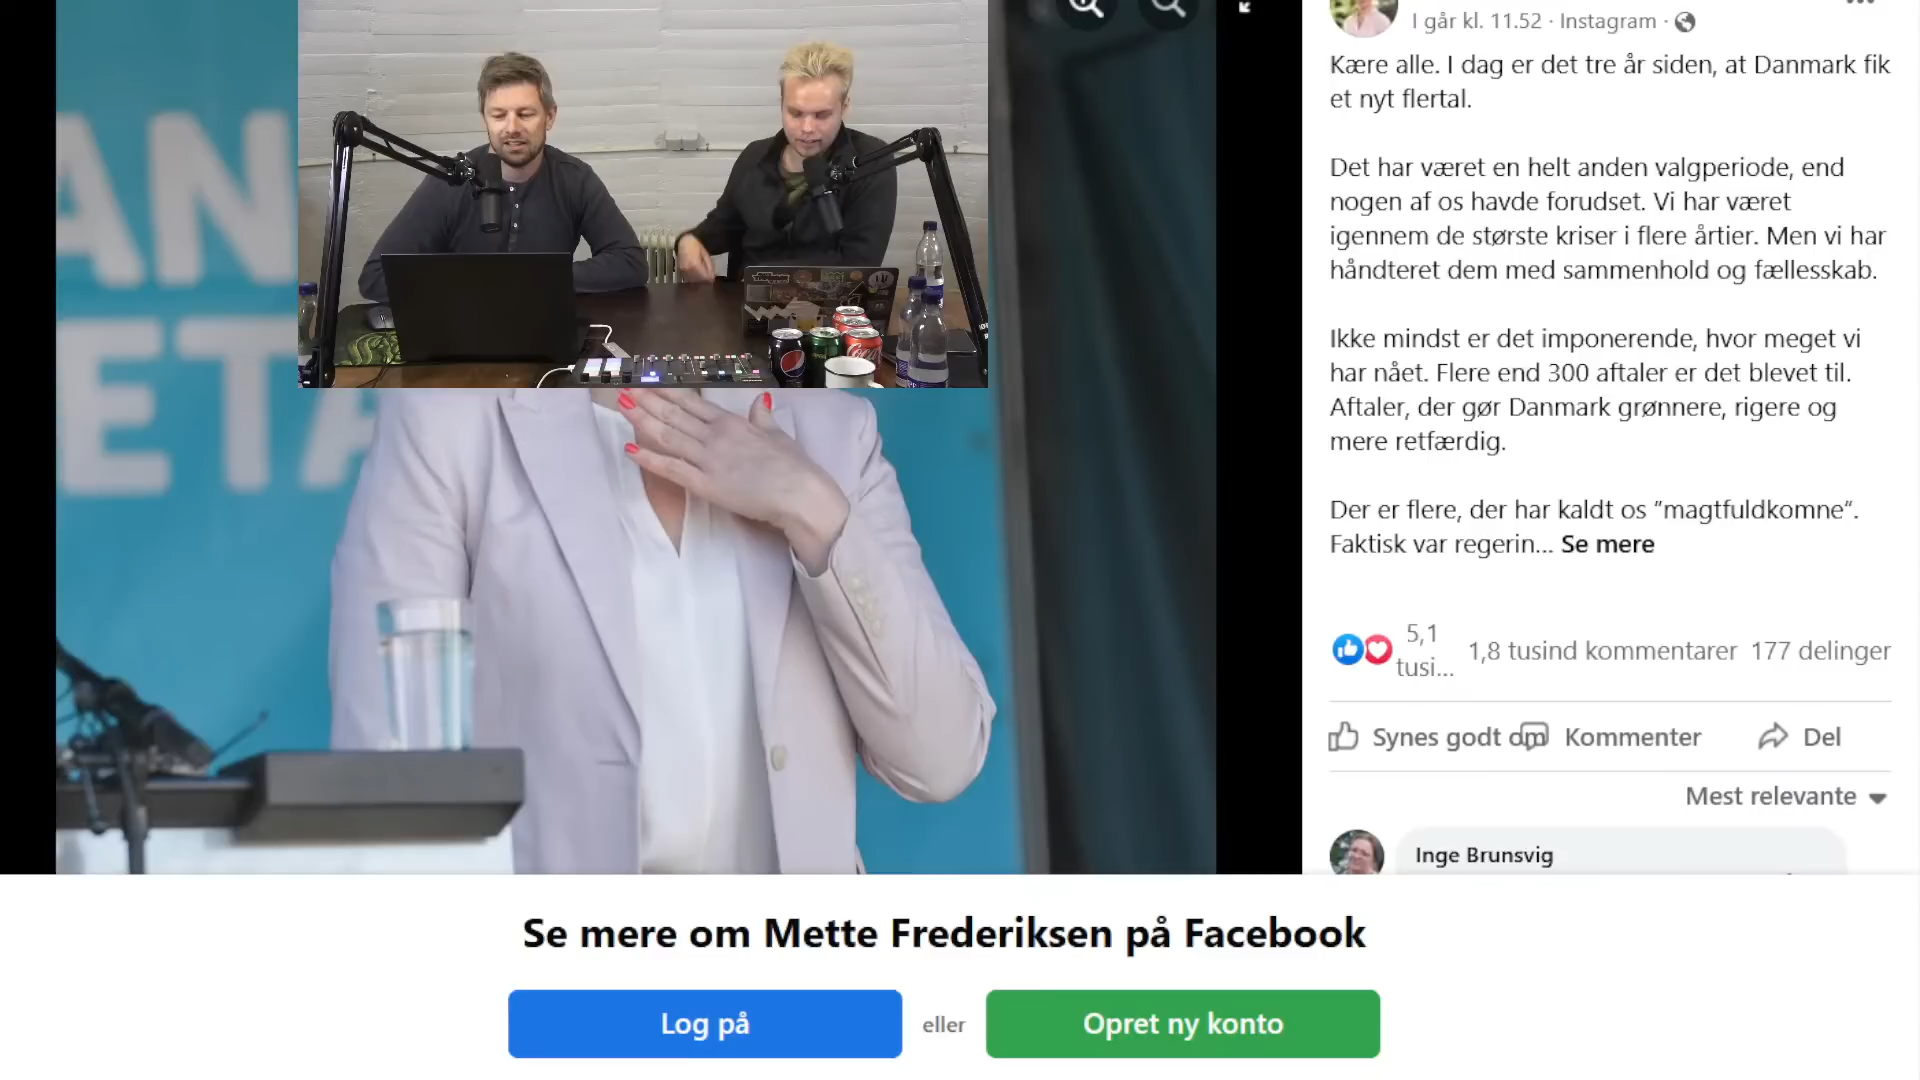 AN
ETA
I går kl. 11.52 · Instagram ·
Kære alle. I dag er det tre år siden, at Danmark fik
et nyt flertal.
Det har været en helt anden valgperiode, end
nogen af os havde forudset. Vi har været
igennem de største kriser i flere årtier. Men vi har
håndteret dem med sammenhold og fællesskab.
Ikke mindst er det imponerende, hvor meget vi
har nået. Flere end 300 aftaler er det blevet til.
Aftaler, der gør Danmark grønnere, rigere og
mere retfærdig.
Der er flere, der har kaldt os ”magtfuldkomne”.
Faktisk var regerin... Se mere
5,1
tusi...
1,8 tusind kommentarer 177 delinger
Synes godt om Kommenter Del
Mest relevante
Inge Brunsvig
Se mere om Mette Frederiksen på Facebook
Log på eller Opret ny konto